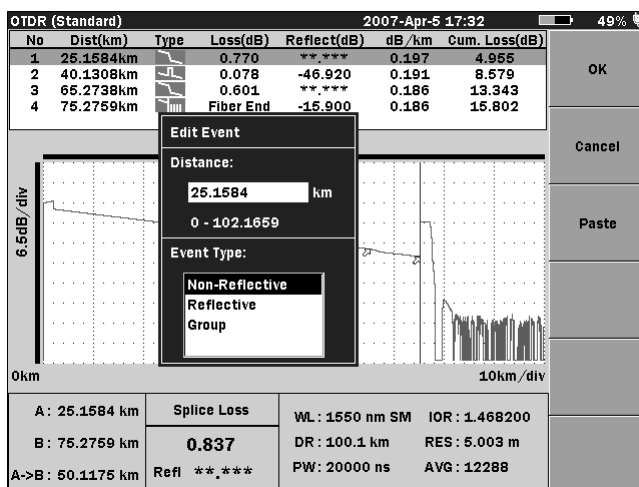 OTDR (Standard) 2007-Apr-5 17:32 49%
No Dist(km) Type Loss(dB) Reflect(dB) dB/km Cum. Loss(dB)
1 25.1584km 0.770 **.*** 0.197 4.955
2 40.1308km 0.078 -46.920 0.191 8.579
3 65.2738km 0.601 **.*** 0.186 13.343
4 75.2759km Fiber End -15.900 0.186 15.802
OK
Cancel
Paste
Edit Event
Distance:
25.1584 km
0 - 102.1659
Event Type:
Non-Reflective
Reflective
Group
6.5dB/div
0km 10km/div
A: 25.1584 km
B: 75.2759 km
A->B: 50.1175 km
Splice Loss
0.837
Refl **.***
WL: 1550 nm SM IOR: 1.468200
DR: 100.1 km RES: 5.003 m
PW: 20000 ns AVG: 12288